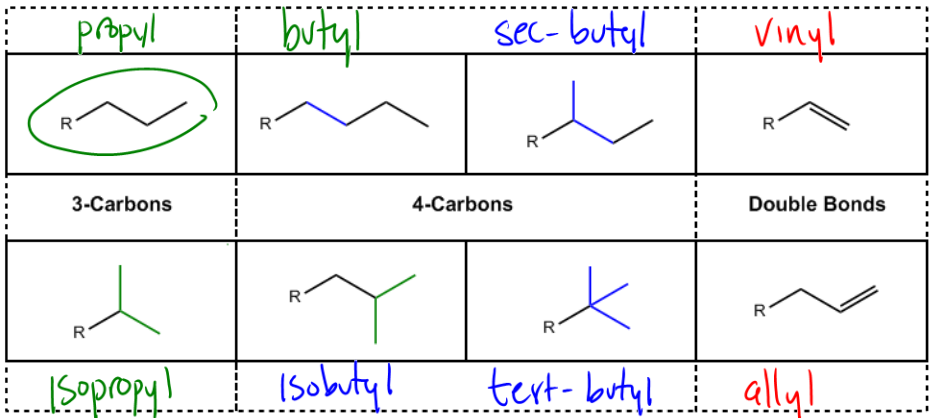 propyl butyl sec-butyl vinyl
R R R R
3-Carbons 4-Carbons Double Bonds
R R R R
Isopropyl Isobutyl tert-butyl allyl